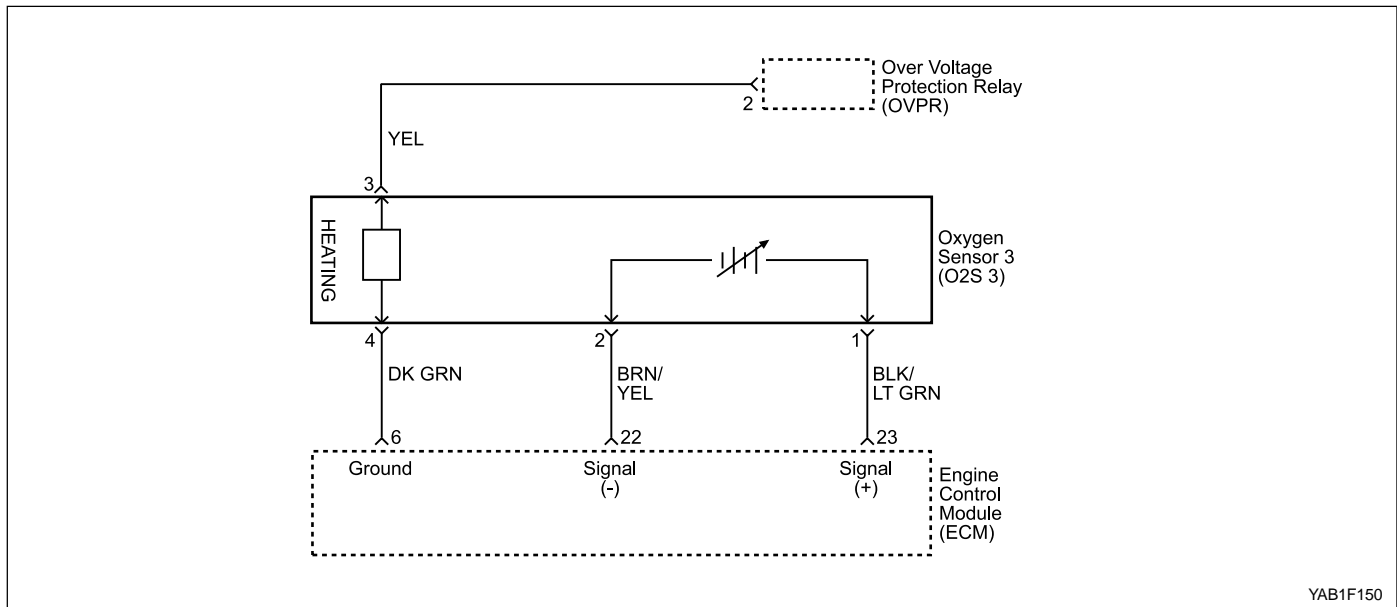 Over Voltage
Protection Relay
(OVPR)
2
YEL
3
HEATING
Oxygen
Sensor 3
(O2S 3)
4
2
1
DK GRN
BRN/
YEL
BLK/
LT GRN
6
22
23
Ground
Signal
(-)
Signal
(+)
Engine
Control
Module
(ECM)
YAB1F150